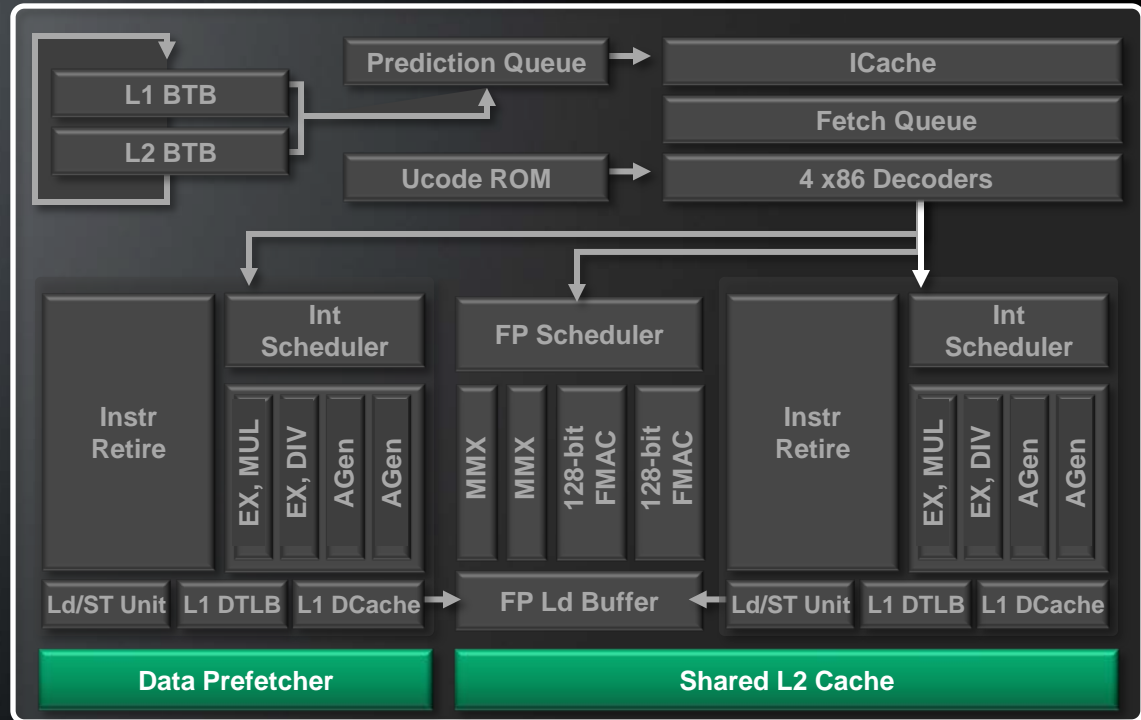 Prediction Queue
ICache
L1 BTB
Fetch Queue
L2 BTB
Ucode ROM
4 x86 Decoders
Instr
Retire
Int
Scheduler
EX, MUL
EX, DIV
AGen
AGen
Ld/ST Unit
L1 DTLB
L1 DCache
FP Scheduler
MMX
MMX
128-bit
FMAC
128-bit
FMAC
FP Ld Buffer
Instr
Retire
Int
Scheduler
EX, MUL
EX, DIV
AGen
AGen
Ld/ST Unit
L1 DTLB
L1 DCache
Data Prefetcher
Shared L2 Cache